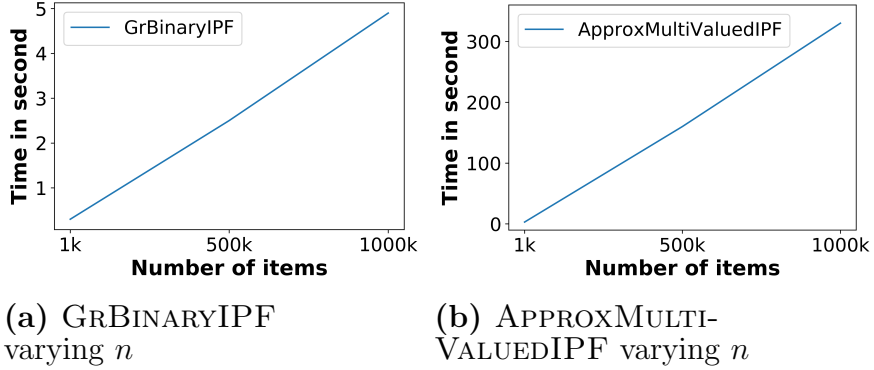 GrBinaryIPF
5
4
3
2
1
Time in second
1k
500k
1000k
Number of items
(a) GRBINARYIPF
varying n
ApproxMultiValuedIPF
300
200
100
0
Time in second
1k
500k
1000k
Number of items
(b) APPROXMULTI-
VALUEDIPF varying n